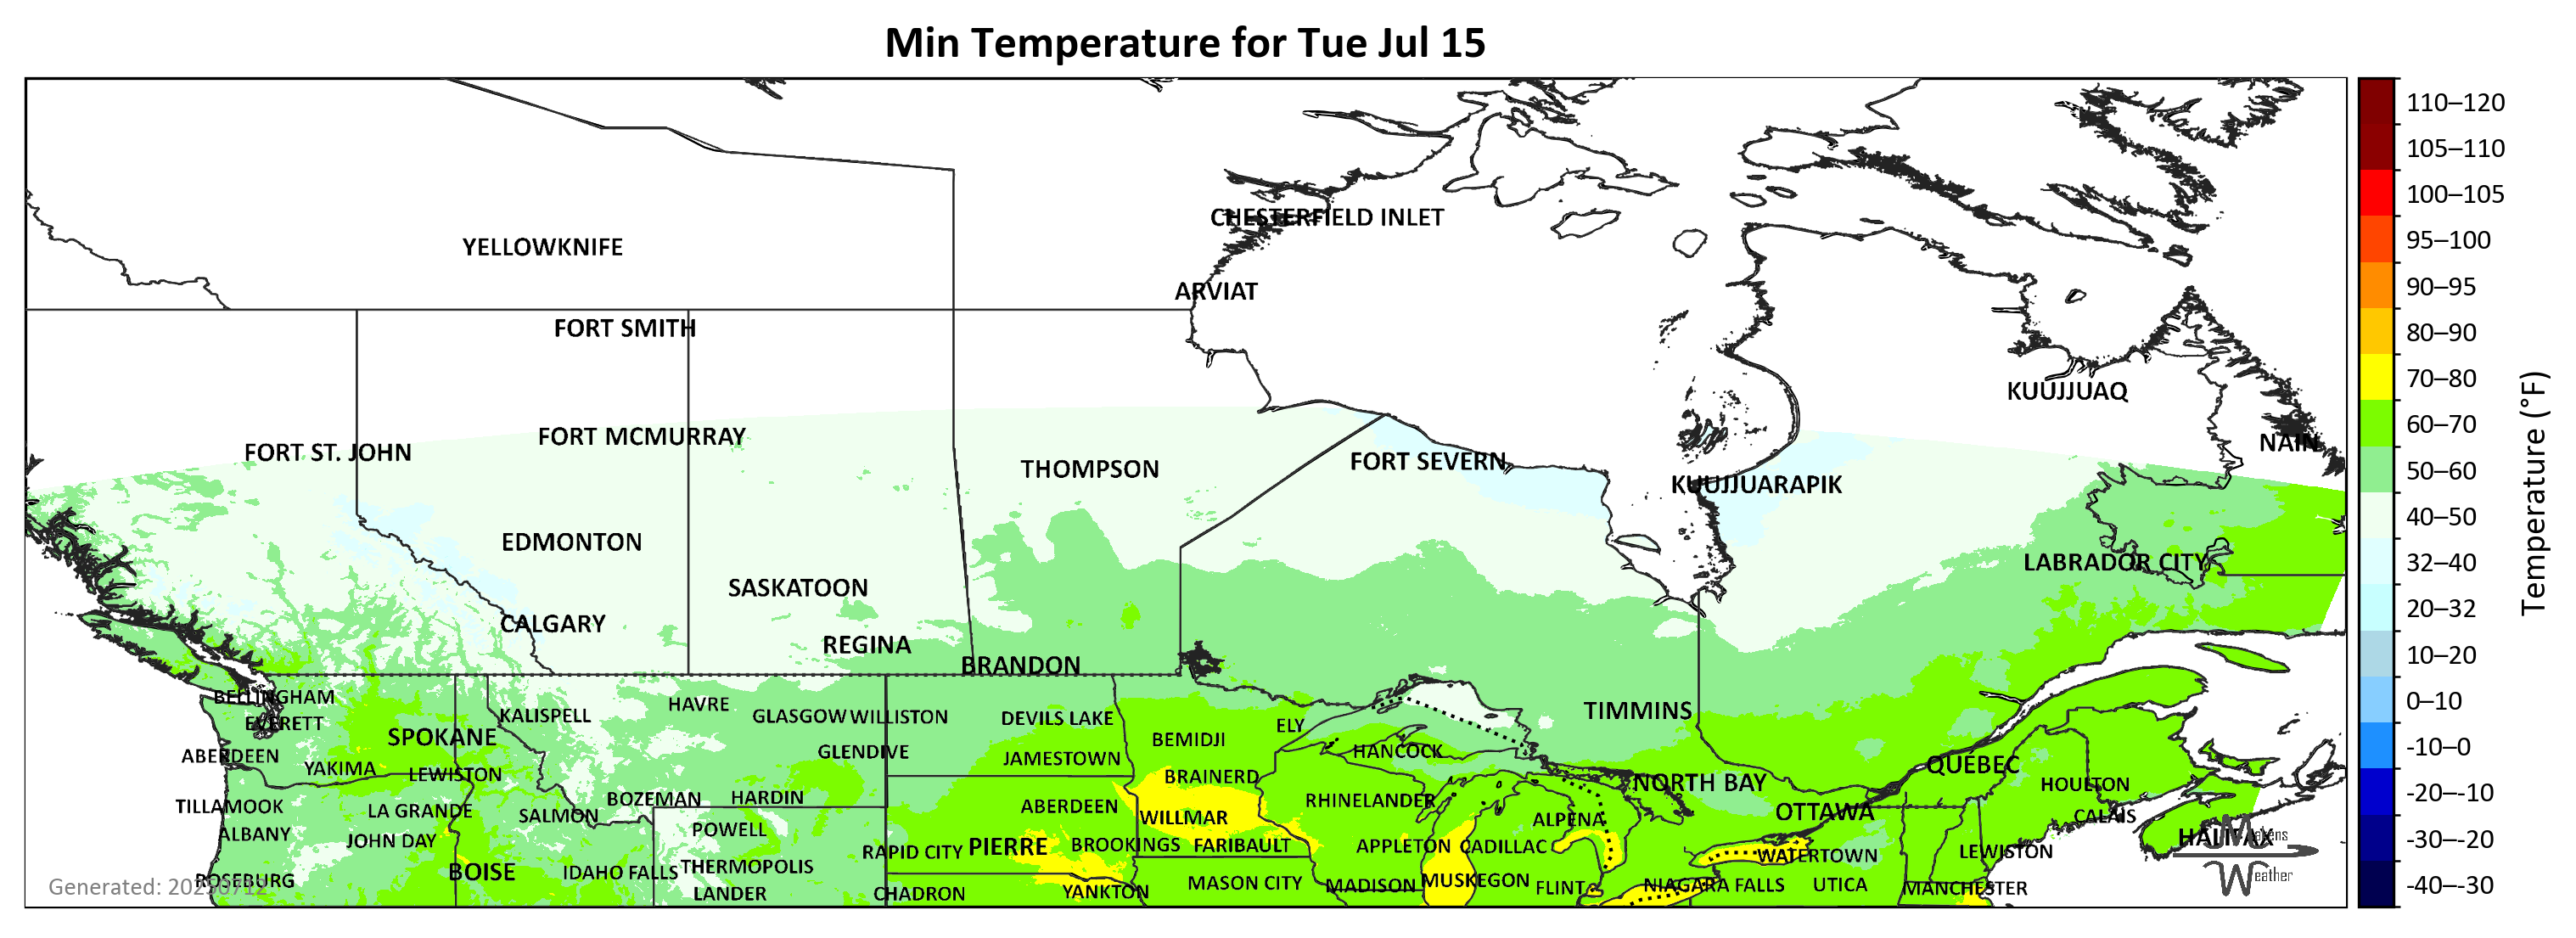 Min Temperature for Tue Jul 15
110–120
105–110
100–105
95–100
90–95
80–90
70–80
60–70
50–60
40–50
32–40
20–32
10–20
0–10
-10–0
-20–-10
-30–-20
-40–-30
Temperature (°F)
CHESTERFIELD INLET
YELLOWKNIFE
ARVIAT
FORT SMITH
KUUJJUAQ
FORT MCMURRAY
NAIN
FORT ST. JOHN
FORT SEVERN
THOMPSON
KUUJJUARAPIK
EDMONTON
LABRADOR CITY
SASKATOON
CALGARY
REGINA
BRANDON
BELLINGHAM
HAVRE
TIMMINS
KALISPELL
GLASGOW
WILLISTON
DEVILS LAKE
EVERETT
ELY
SPOKANE
BEMIDJI
GLENDIVE
HANCOCK
ABERDEEN
JAMESTOWN
QUEBEC
YAKIMA
LEWISTON
BRAINERD
NORTH BAY
HOULTON
BOZEMAN
HARDIN
RHINELANDER
TILLAMOOK
LA GRANDE
SALMON
ABERDEEN
WILLMAR
OTTAWA
CALAIS
ALPENA
ALBANY
POWELL
HALIFAX
JOHN DAY
PIERRE
BROOKINGS
FARIBAULT
APPLETON
CADILLAC
RAPID CITY
WATERTOWN
LEWISTON
BOISE
IDAHO FALLS
THERMOPOLIS
ROSEBURG
MUSKEGON
MASON CITY
MADISON
FLINT
NIAGARA FALLS
UTICA
MANCHESTER
LANDER
CHADRON
YANKTON
Generated: 20250712
Weather